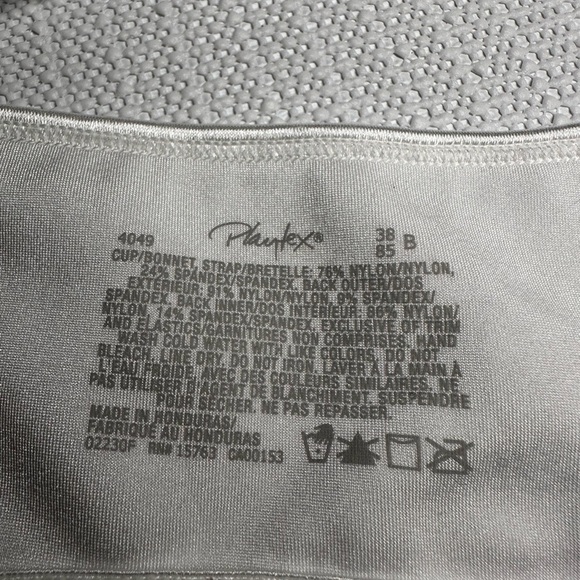 4049 Playtex® 38 B
85
CUP/BONNET, STRAP/BRETELLE: 76% NYLON/NYLON,
24% SPANDEX/SPANDEX. BACK OUTER/DOS
EXTÉRIEUR: 91% NYLON/NYLON, 9% SPANDEX/
SPANDEX. BACK INNER/DOS INTERIEUR: 86% NYLON/
NYLON, 14% SPANDEX/SPANDEX. EXCLUSIVE OF TRIM
AND ELASTICS/GARNITURES NON COMPRISES. HAND
WASH COLD WATER WITH LIKE COLORS. DO NOT
BLEACH. LINE DRY. DO NOT IRON. LAVER À LA MAIN À
L'EAU FROIDE, AVEC DES COULEURS SIMILAIRES. NE
PAS UTILISER D'AGENT DE BLANCHIMENT. SUSPENDRE
POUR SÉCHER. NE PAS REPASSER.
MADE IN HONDURAS/
FABRIQUÉ AU HONDURAS
02230F RN# 15763 CA00153